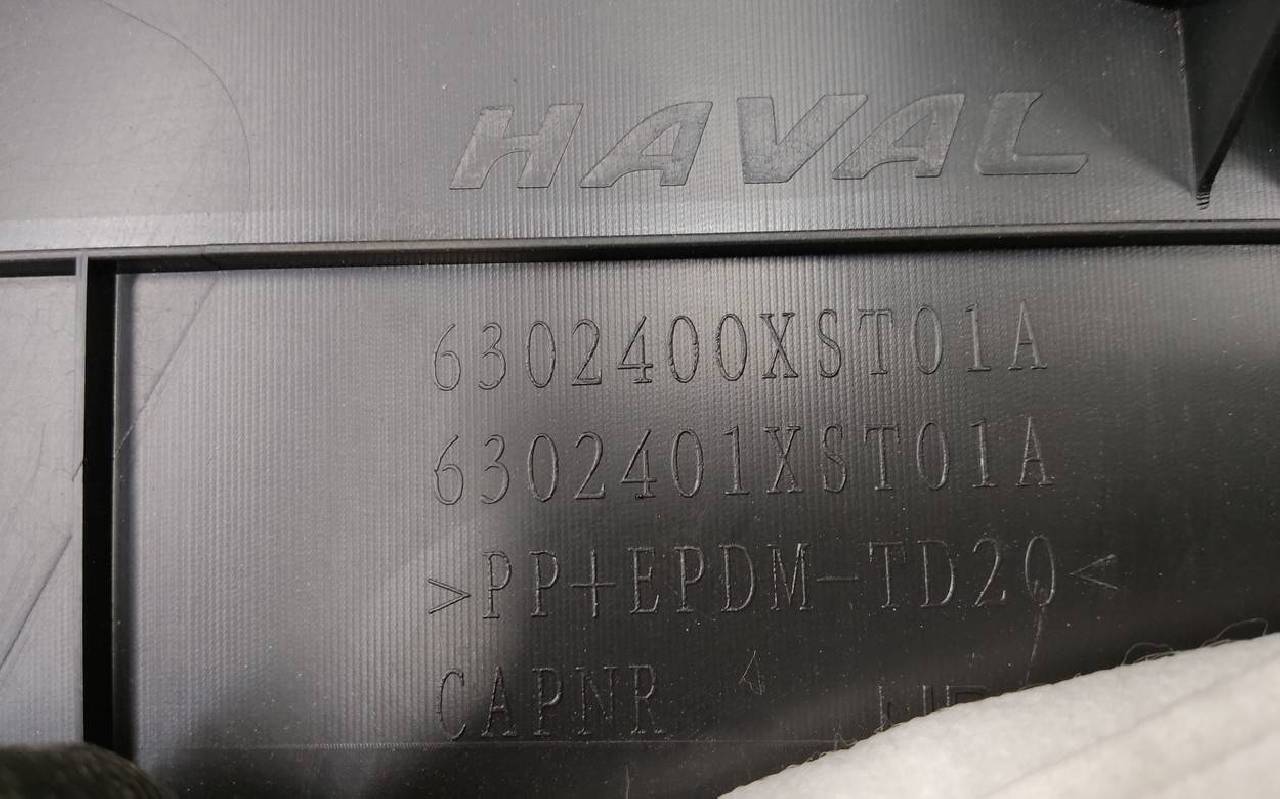 HAVAL
6302400XST01A
6302401XST01A
>PP+EPDM-TD20<
CAPNR